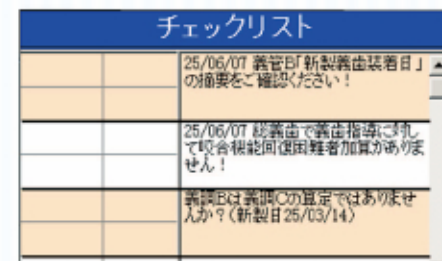 チェックリスト
25/06/07 義管B「新製義歯装着日」
の摘要をご確認ください！
25/06/07 総義歯で義歯指導に対し
て咬合機能回復困難者加算がありま
せん！
義調Bは義調Cの算定ではありませ
んか？(新製日25/03/14)